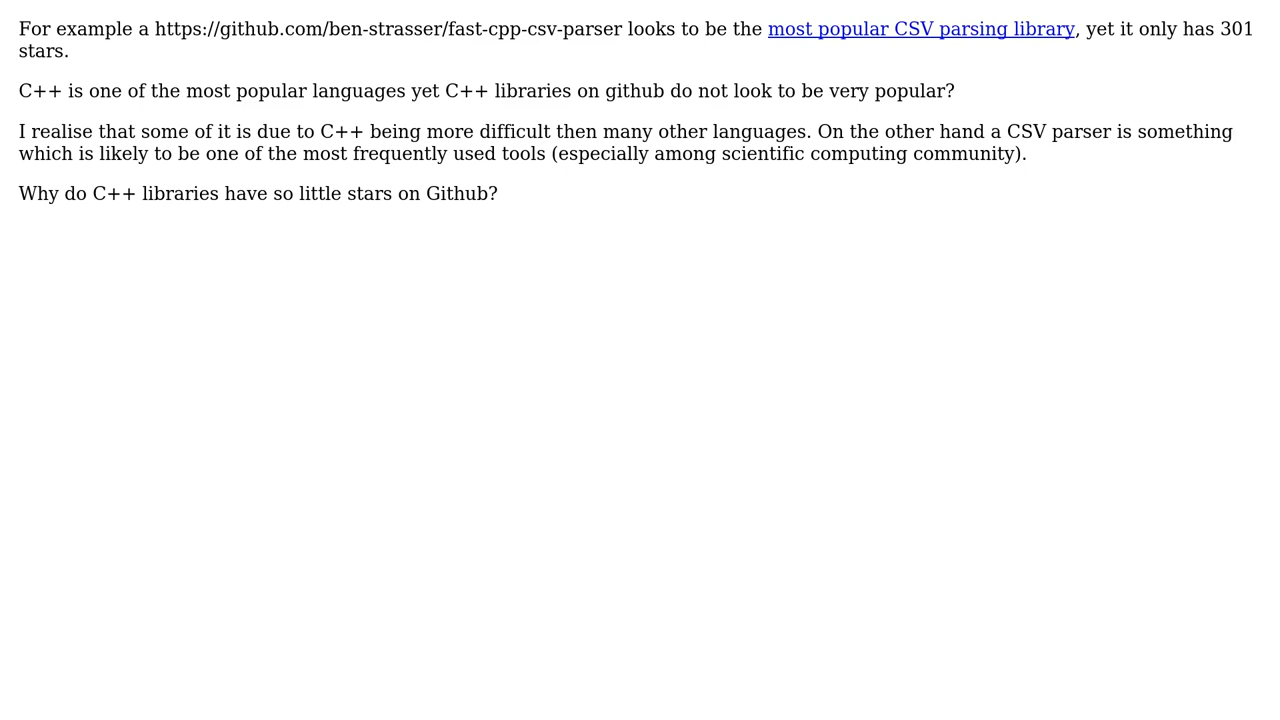 For example a https://github.com/ben-strasser/fast-cpp-csv-parser looks to be the most popular CSV parsing library, yet it only has 301
stars.
C++ is one of the most popular languages yet C++ libraries on github do not look to be very popular?
I realise that some of it is due to C++ being more difficult then many other languages. On the other hand a CSV parser is something
which is likely to be one of the most frequently used tools (especially among scientific computing community).
Why do C++ libraries have so little stars on Github?